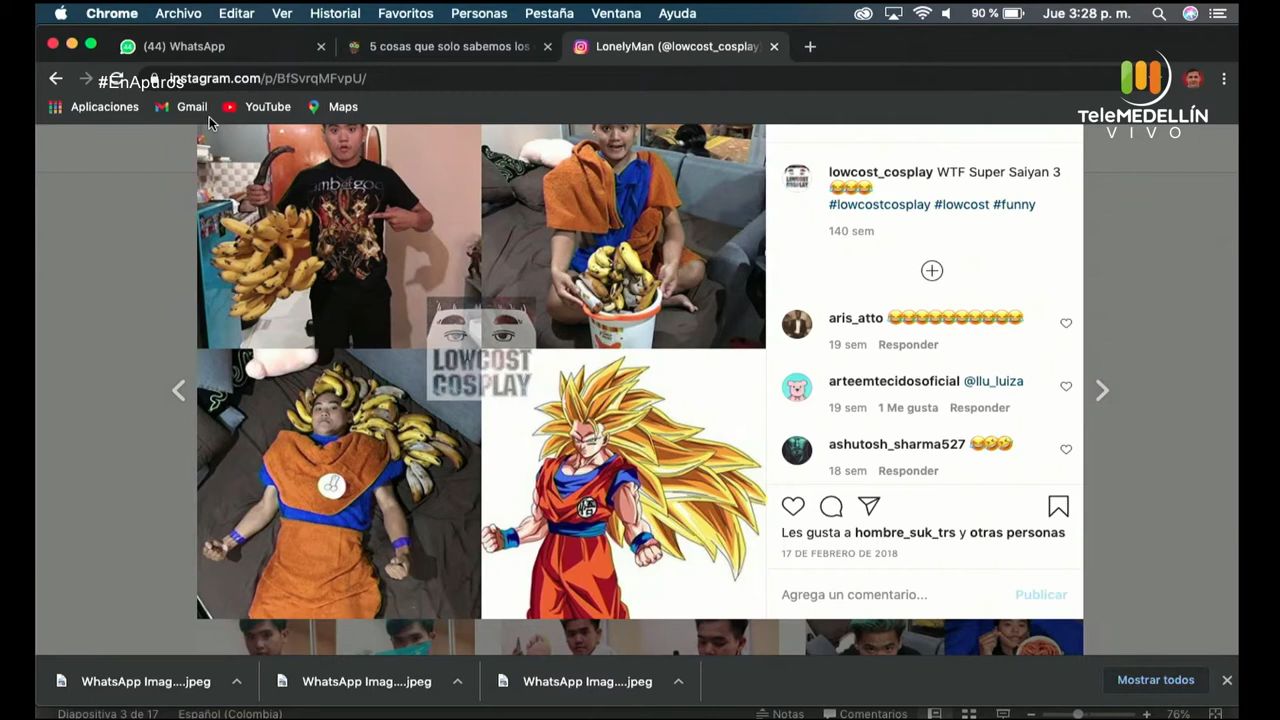 Chrome Archivo Editar Ver Historial Favoritos Personas Pestaña Ventana Ayuda 90 % Jue 3:28 p. m.
(44) WhatsApp 5 cosas que solo sabemos los LonelyMan (@lowcost_cosplay)
#EnApuros
instagram.com/p/BfSvrqMFvpU/
Aplicaciones Gmail YouTube Maps
TeleMEDELLÍN
VIVO
lowcost_cosplay WTF Super Saiyan 3
😂😂😂
#lowcostcosplay #lowcost #funny
140 sem
aris_atto 😂😂😂😂😂😂😂😂😂
19 sem Responder
LOWCOST
COSPLAY
arteemtecidosoficial @llu_luiza
19 sem 1 Me gusta Responder
ashutosh_sharma527 😂🤣🤣
18 sem Responder
Les gusta a hombre_suk_trs y otras personas
17 DE FEBRERO DE 2018
Agrega un comentario... Publicar
WhatsApp Imag....jpeg WhatsApp Imag....jpeg WhatsApp Imag....jpeg Mostrar todos
Diapositiva 3 de 17 Español (Colombia) Notas Comentarios 76%